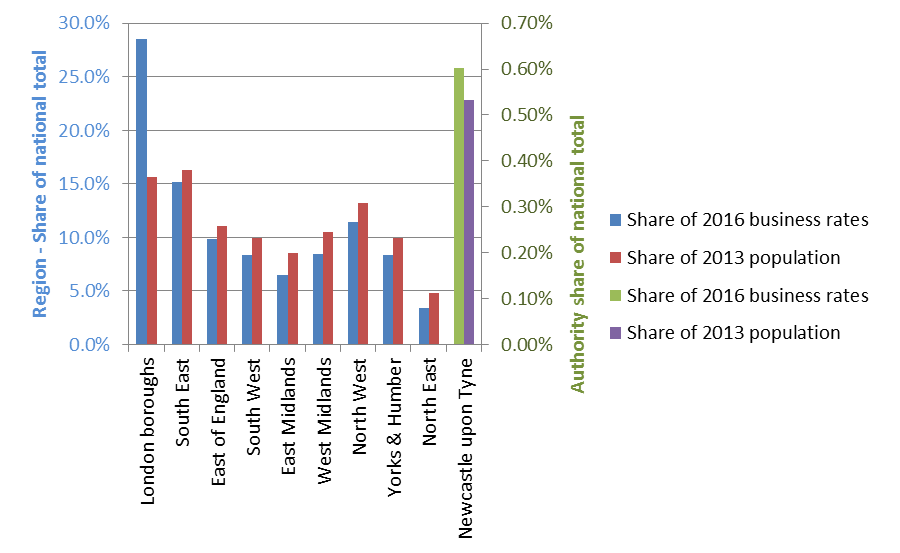 30.0%
25.0%
20.0%
15.0%
10.0%
5.0%
0.0%
Region - Share of national total
0.70%
0.60%
0.50%
0.40%
0.30%
0.20%
0.10%
0.00%
Authority share of national total
London boroughs
South East
East of England
South West
East Midlands
West Midlands
North West
Yorks & Humber
North East
Newcastle upon Tyne
Share of 2016 business rates
Share of 2013 population
Share of 2016 business rates
Share of 2013 population